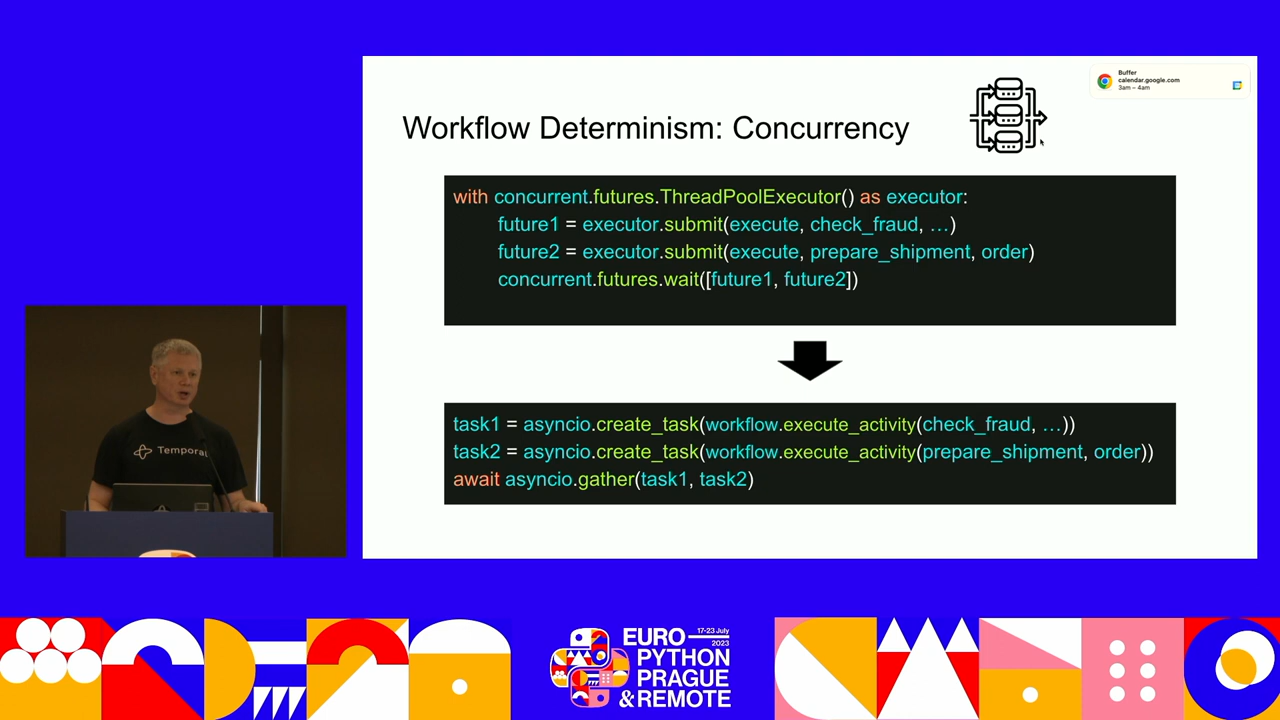 Buffer
calendar.google.com
3am – 4am
Workflow Determinism: Concurrency
with concurrent.futures.ThreadPoolExecutor() as executor:
future1 = executor.submit(execute, check_fraud, …)
future2 = executor.submit(execute, prepare_shipment, order)
concurrent.futures.wait([future1, future2])
task1 = asyncio.create_task(workflow.execute_activity(check_fraud, …))
task2 = asyncio.create_task(workflow.execute_activity(prepare_shipment, order))
await asyncio.gather(task1, task2)
Temporal
17-23 July
2023
EURO
PYTHON
PRAGUE
& REMOTE